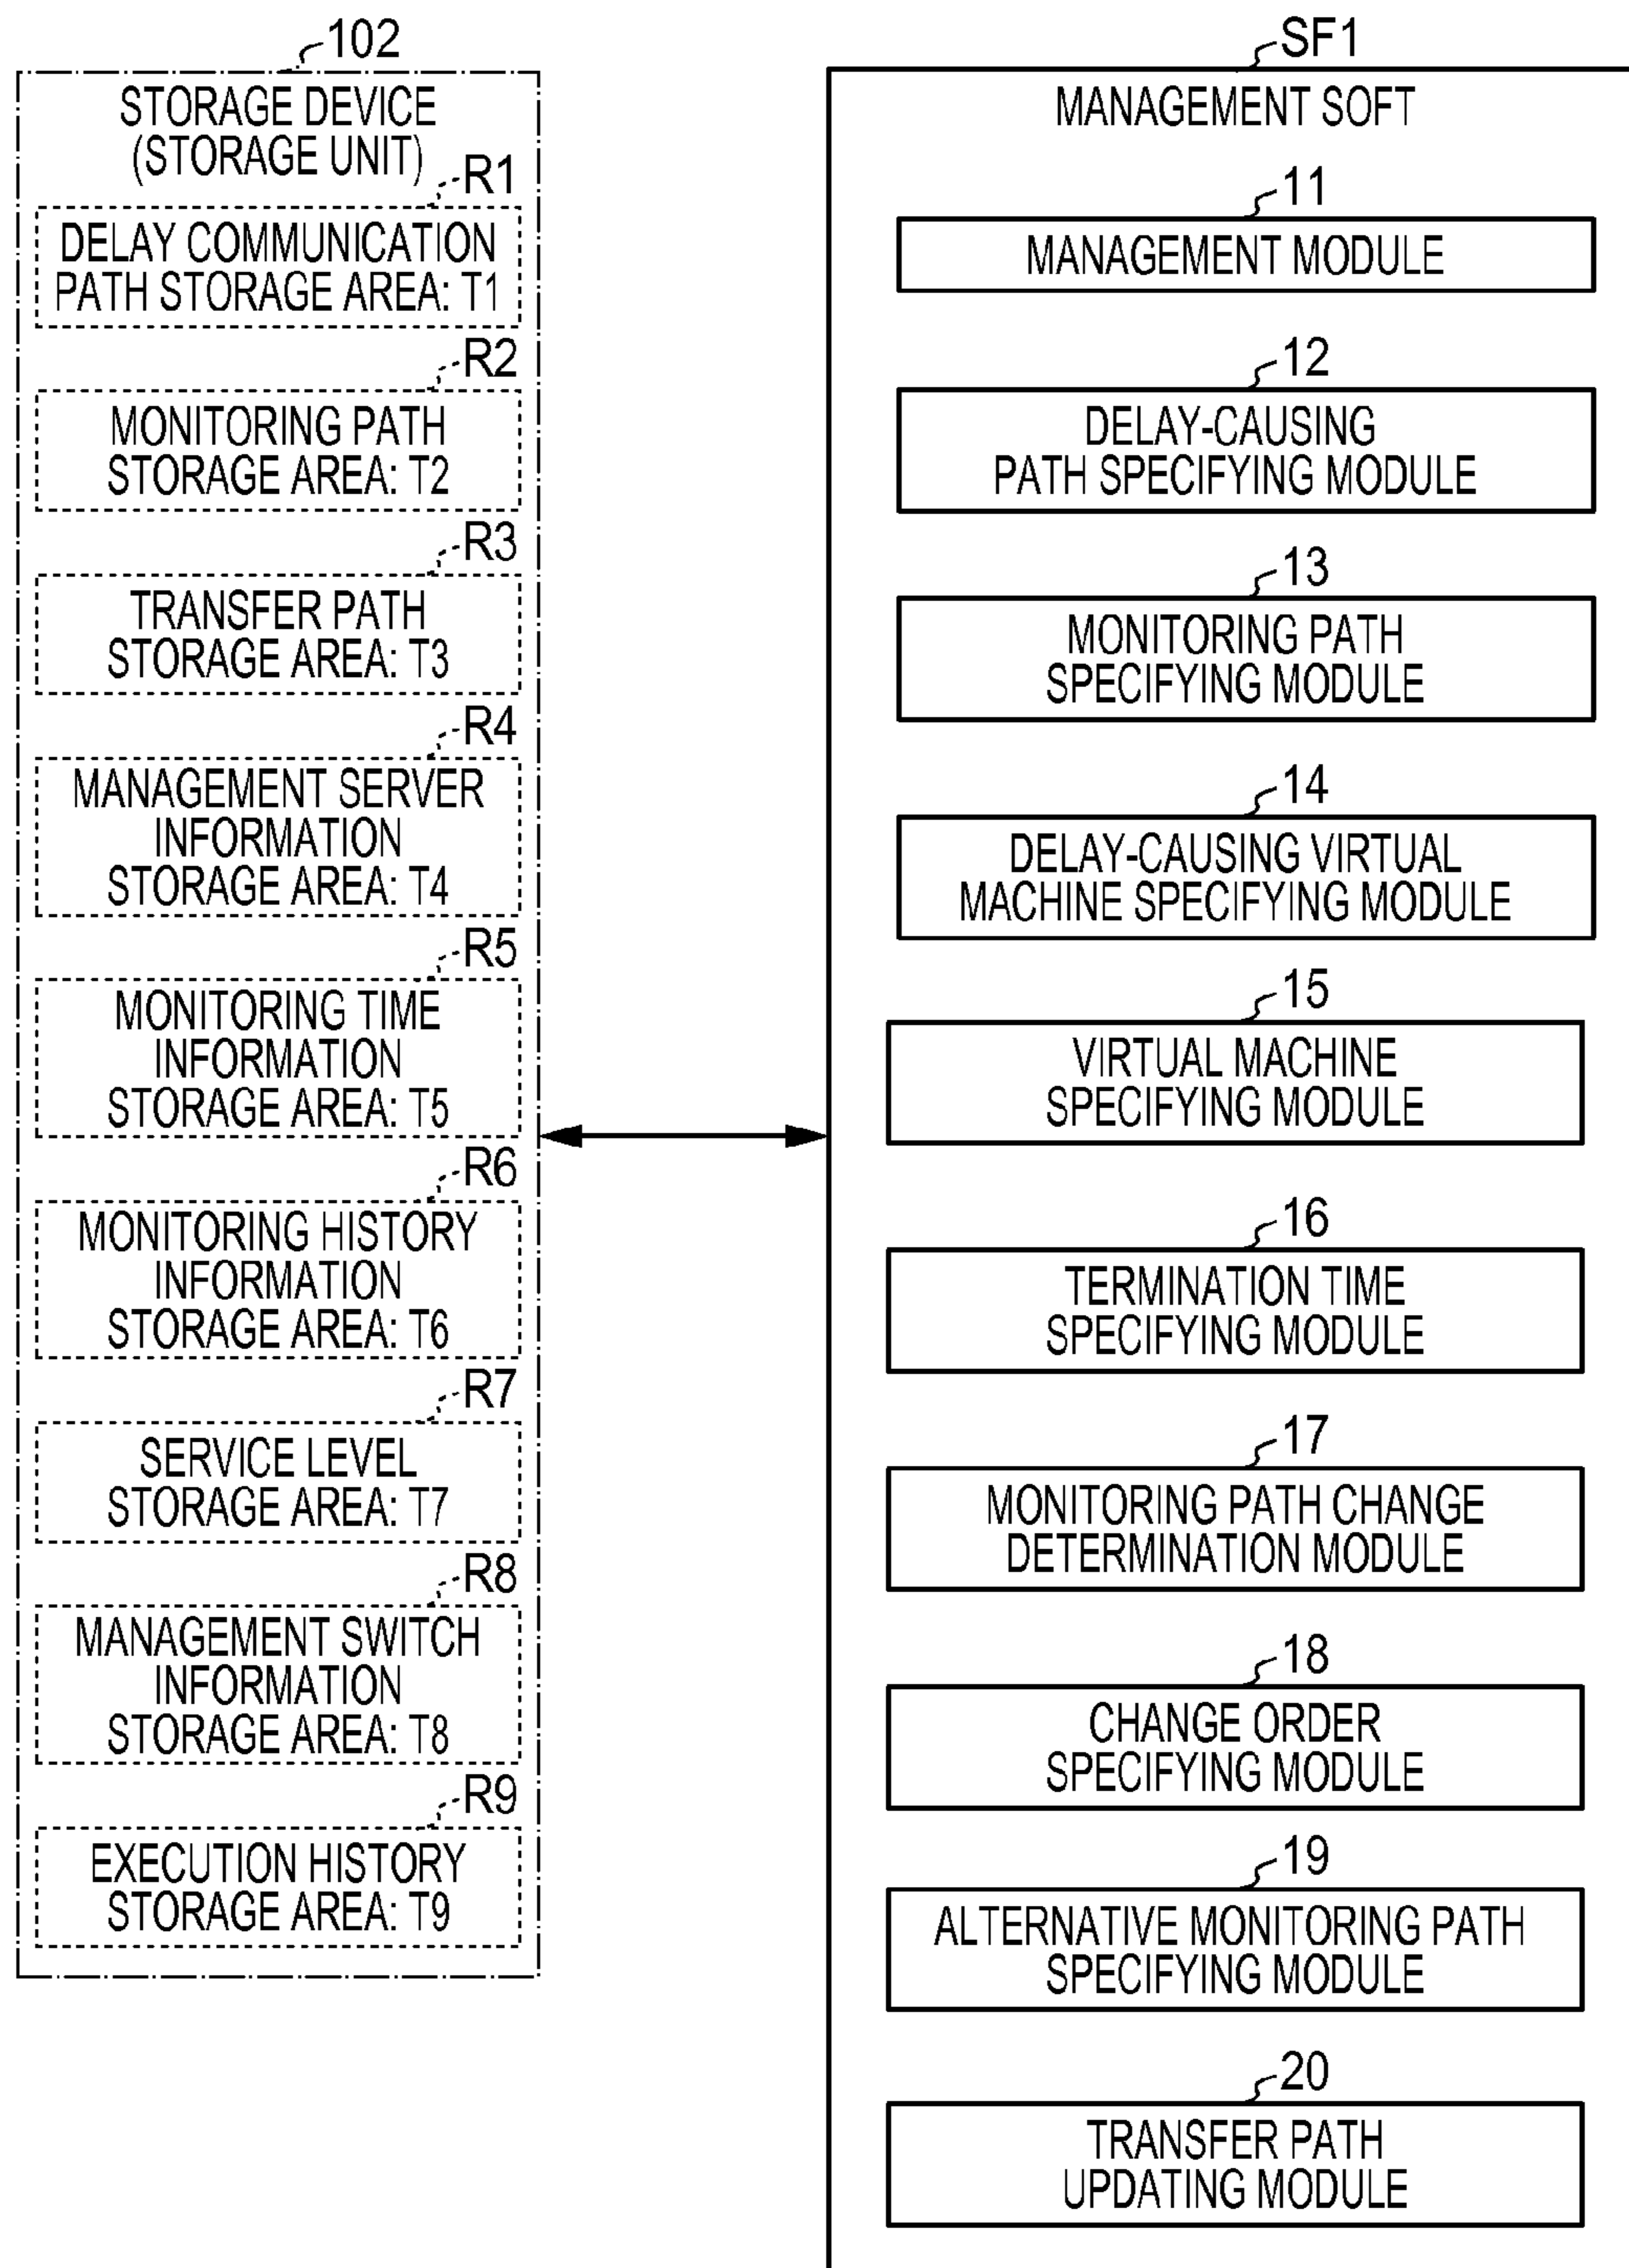 102
STORAGE DEVICE
(STORAGE UNIT)
R1
DELAY COMMUNICATION
PATH STORAGE AREA: T1
R2
MONITORING PATH
STORAGE AREA: T2
R3
TRANSFER PATH
STORAGE AREA: T3
R4
MANAGEMENT SERVER
INFORMATION
STORAGE AREA: T4
R5
MONITORING TIME
INFORMATION
STORAGE AREA: T5
R6
MONITORING HISTORY
INFORMATION
STORAGE AREA: T6
R7
SERVICE LEVEL
STORAGE AREA: T7
R8
MANAGEMENT SWITCH
INFORMATION
STORAGE AREA: T8
R9
EXECUTION HISTORY
STORAGE AREA: T9
SF1
MANAGEMENT SOFT
11
MANAGEMENT MODULE
12
DELAY-CAUSING
PATH SPECIFYING MODULE
13
MONITORING PATH
SPECIFYING MODULE
14
DELAY-CAUSING VIRTUAL
MACHINE SPECIFYING MODULE
15
VIRTUAL MACHINE
SPECIFYING MODULE
16
TERMINATION TIME
SPECIFYING MODULE
17
MONITORING PATH CHANGE
DETERMINATION MODULE
18
CHANGE ORDER
SPECIFYING MODULE
19
ALTERNATIVE MONITORING PATH
SPECIFYING MODULE
20
TRANSFER PATH
UPDATING MODULE